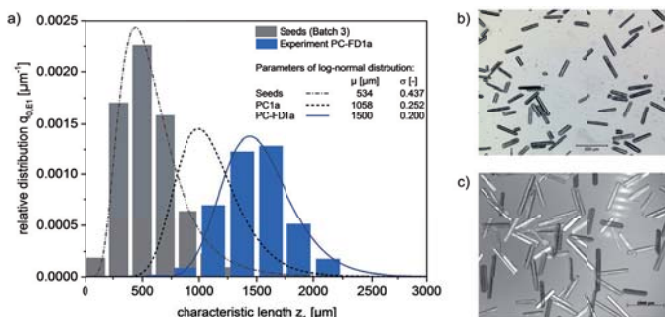 a)
Seeds (Batch 3)
Experiment PC-FD1a
Parameters of log-normal distribution:
μ [μm] σ [-]
Seeds 534 0.437
PC1a 1058 0.252
PC-FD1a 1500 0.200
relative distribution q0,E1 [μm-1]
0.0025
0.0020
0.0015
0.0010
0.0005
0.0000
0 500 1000 1500 2000 2500 3000
characteristic length z, [μm]
b)
c)